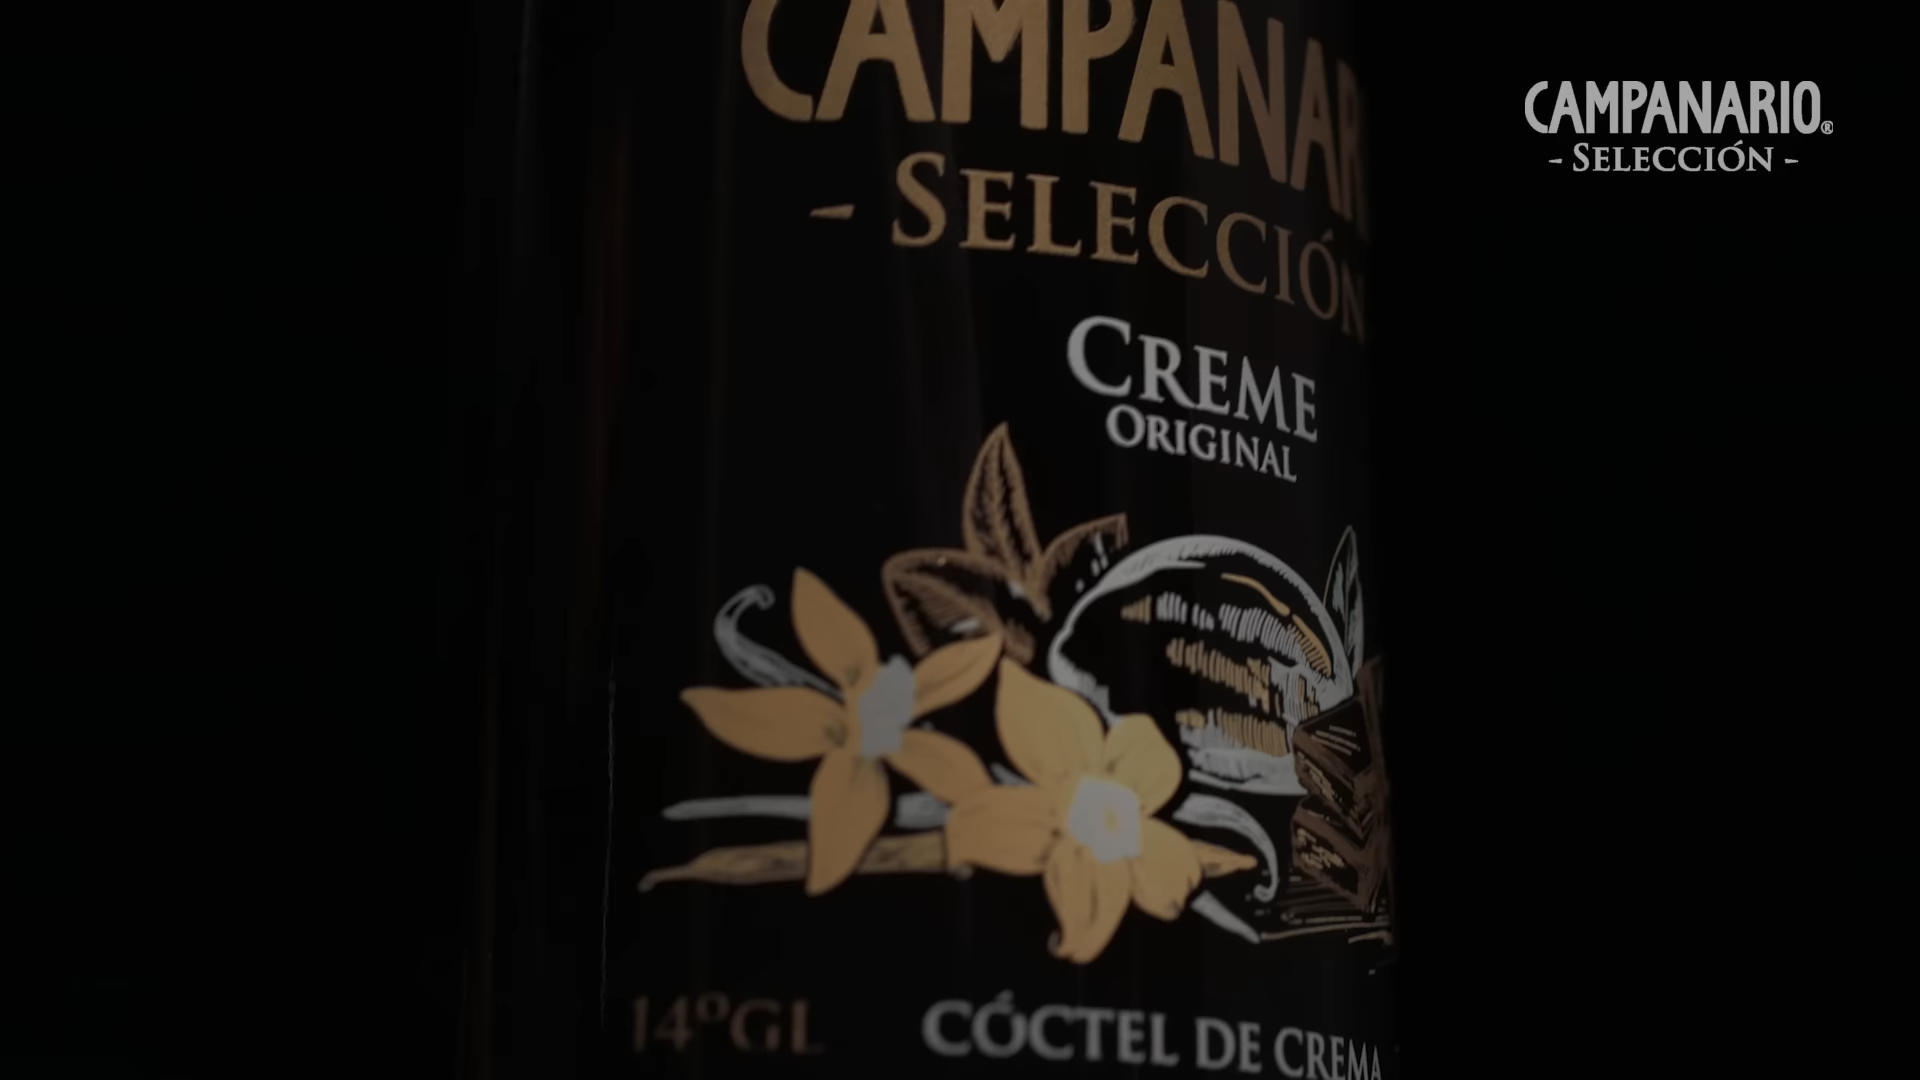 CAMPANAR
- SELECCIÓN
CREME
ORIGINAL
14°GL
CÓCTEL DE CREMA
CAMPANARIO®
- SELECCIÓN -